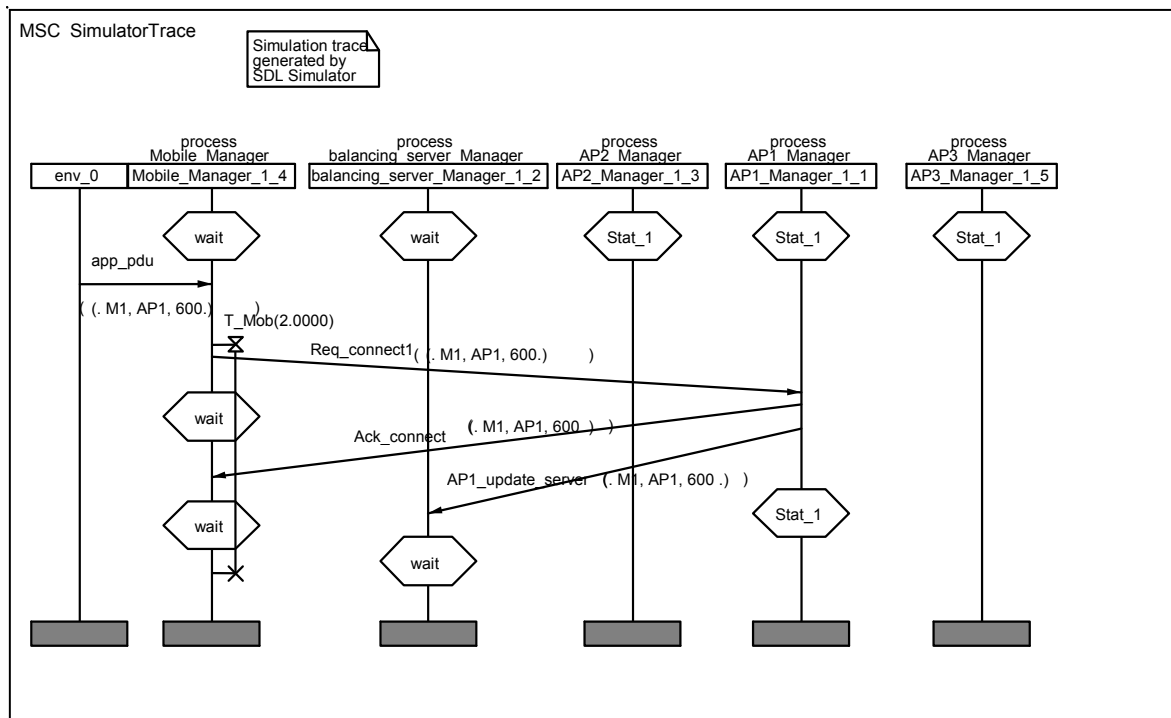 MSC SimulatorTrace
Simulation trace
generated by
SDL Simulator
process
Mobile_Manager
process
balancing_server_Manager
process
AP2_Manager
process
AP1_Manager
process
AP3_Manager
env_0
Mobile_Manager_1_4
balancing_server_Manager_1_2
AP2_Manager_1_3
AP1_Manager_1_1
AP3_Manager_1_5
wait
wait
Stat_1
Stat_1
Stat_1
app_pdu
( (. M1, AP1, 600.) )
T_Mob(2.0000)
Req_connect1 ( (. M1, AP1, 600.) )
wait
Ack_connect ( (. M1, AP1, 600 .) )
AP1_update_server ( (. M1, AP1, 600 .) )
wait
Stat_1
wait